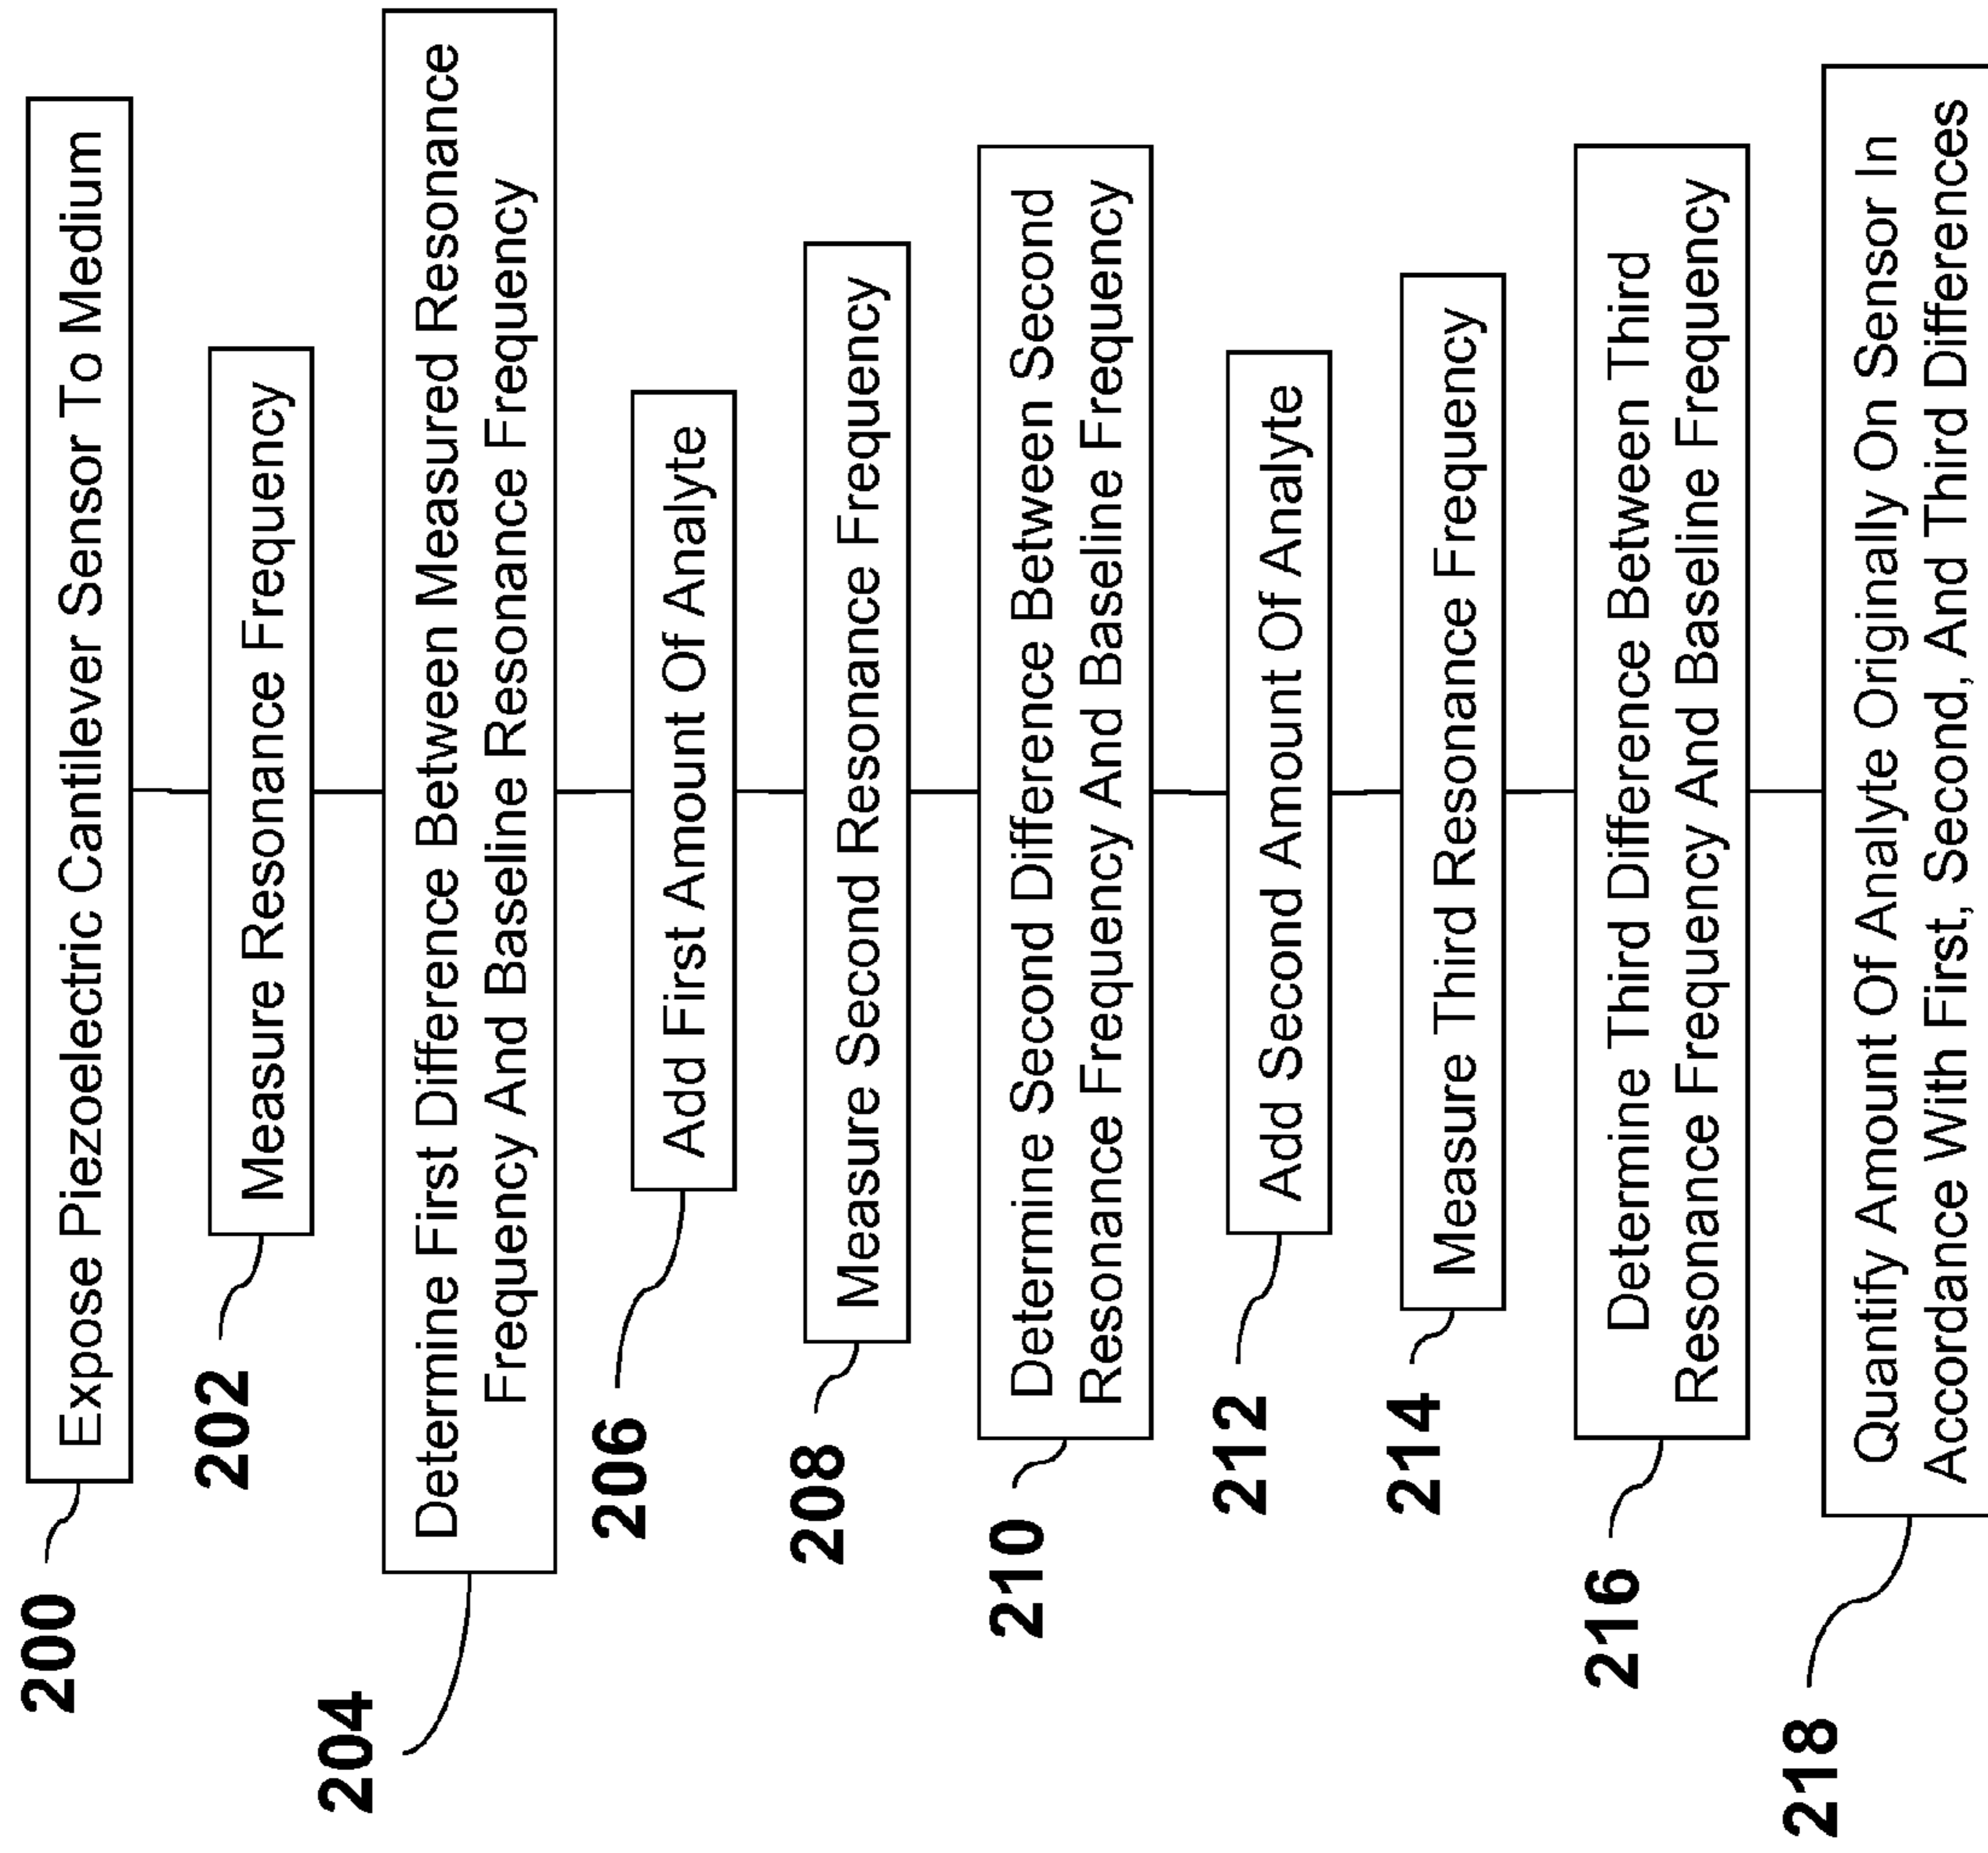 200
Expose Piezoelectric Cantilever Sensor To Medium
202
Measure Resonance Frequency
204
Determine First Difference Between Measured Resonance
Frequency And Baseline Resonance Frequency
206
Add First Amount Of Analyte
208
Measure Second Resonance Frequency
210
Determine Second Difference Between Second
Resonance Frequency And Baseline Frequency
212
Add Second Amount Of Analyte
214
Measure Third Resonance Frequency
216
Determine Third Difference Between Third
Resonance Frequency And Baseline Frequency
218
Quantify Amount Of Analyte Originally On Sensor In
Accordance With First, Second, And Third Differences